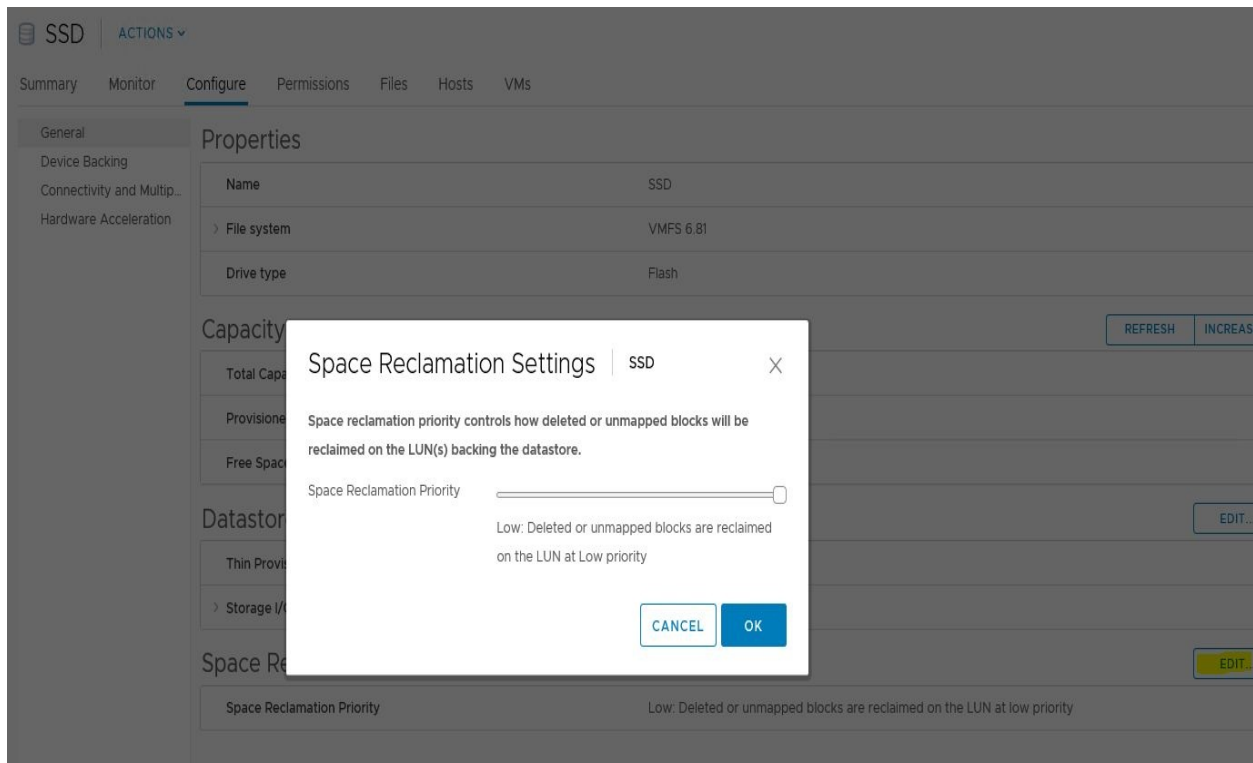 SSD ACTIONS
Summary Monitor Configure Permissions Files Hosts VMs
General
Device Backing
Connectivity and Multip...
Hardware Acceleration
Properties
Name SSD
File system VMFS 6.81
Drive type Flash
Capacity REFRESH INCREAS
Total Capa
Provisione
Free Spac
Datastor EDIT...
Thin Provis
Storage I/
Space Re EDIT...
Space Reclamation Priority Low: Deleted or unmapped blocks are reclaimed on the LUN at low priority
Space Reclamation Settings SSD X
Space reclamation priority controls how deleted or unmapped blocks will be
reclaimed on the LUN(s) backing the datastore.
Space Reclamation Priority
Low: Deleted or unmapped blocks are reclaimed
on the LUN at Low priority
CANCEL OK